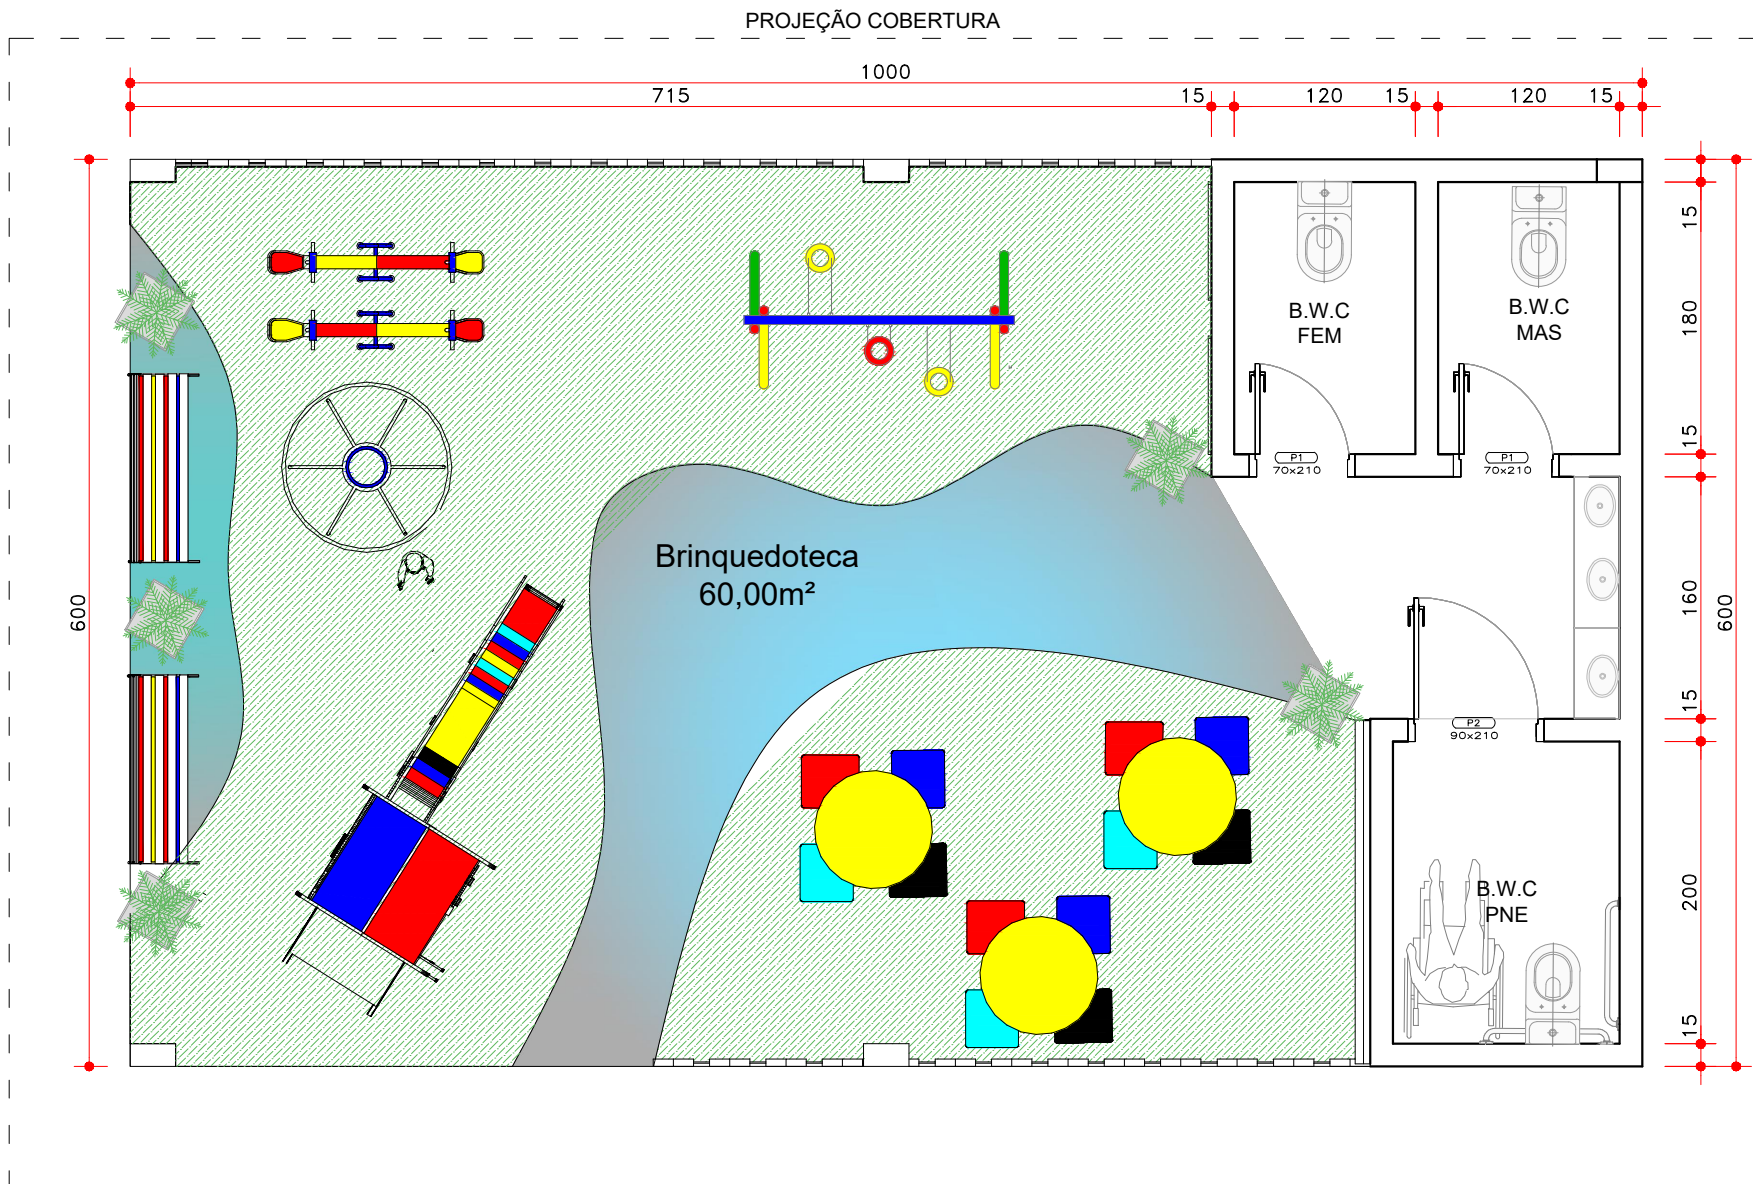 PROJEÇÃO COBERTURA
1000
715
15
120
15
120
15
15
180
15
160
15
200
15
600
600
B.W.C
FEM
B.W.C
MAS
P1
70x210
P1
70x210
Brinquedoteca
60,00m²
P2
90x210
B.W.C
PNE